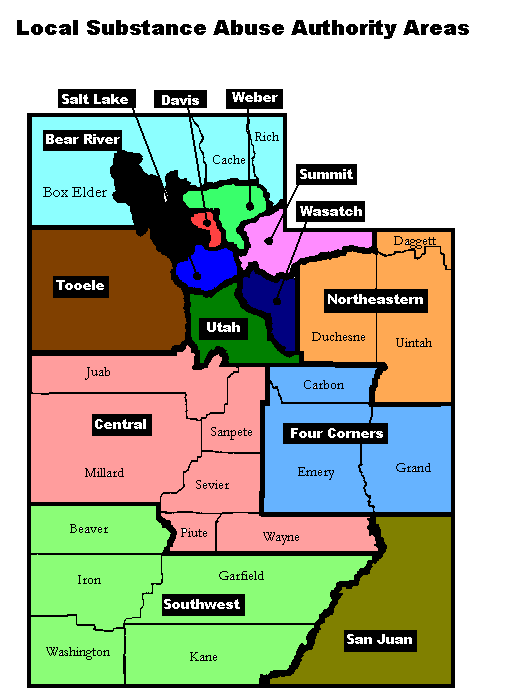 Local Substance Abuse Authority Areas
Salt Lake
Davis
Weber
Bear River
Rich
Cache
Summit
Box Elder
Wasatch
Daggett
Tooele
Northeastern
Utah
Duchesne
Uintah
Juab
Carbon
Central
Sanpete
Four Corners
Millard
Sevier
Emery
Grand
Beaver
Piute
Wayne
Iron
Garfield
Southwest
San Juan
Washington
Kane